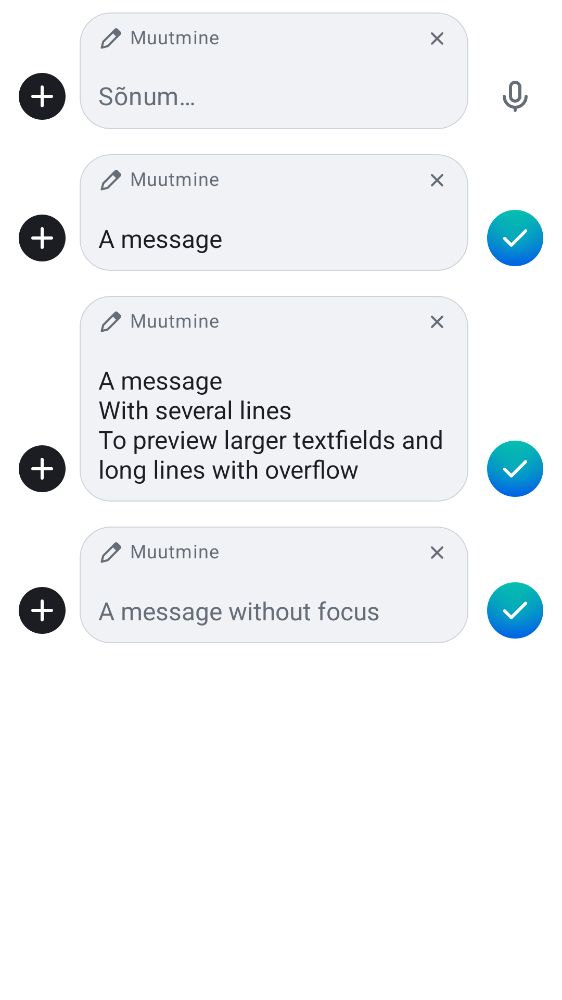 Muutmine
Sõnum…
Muutmine
A message
Muutmine
A message
With several lines
To preview larger textfields and
long lines with overflow
Muutmine
A message without focus